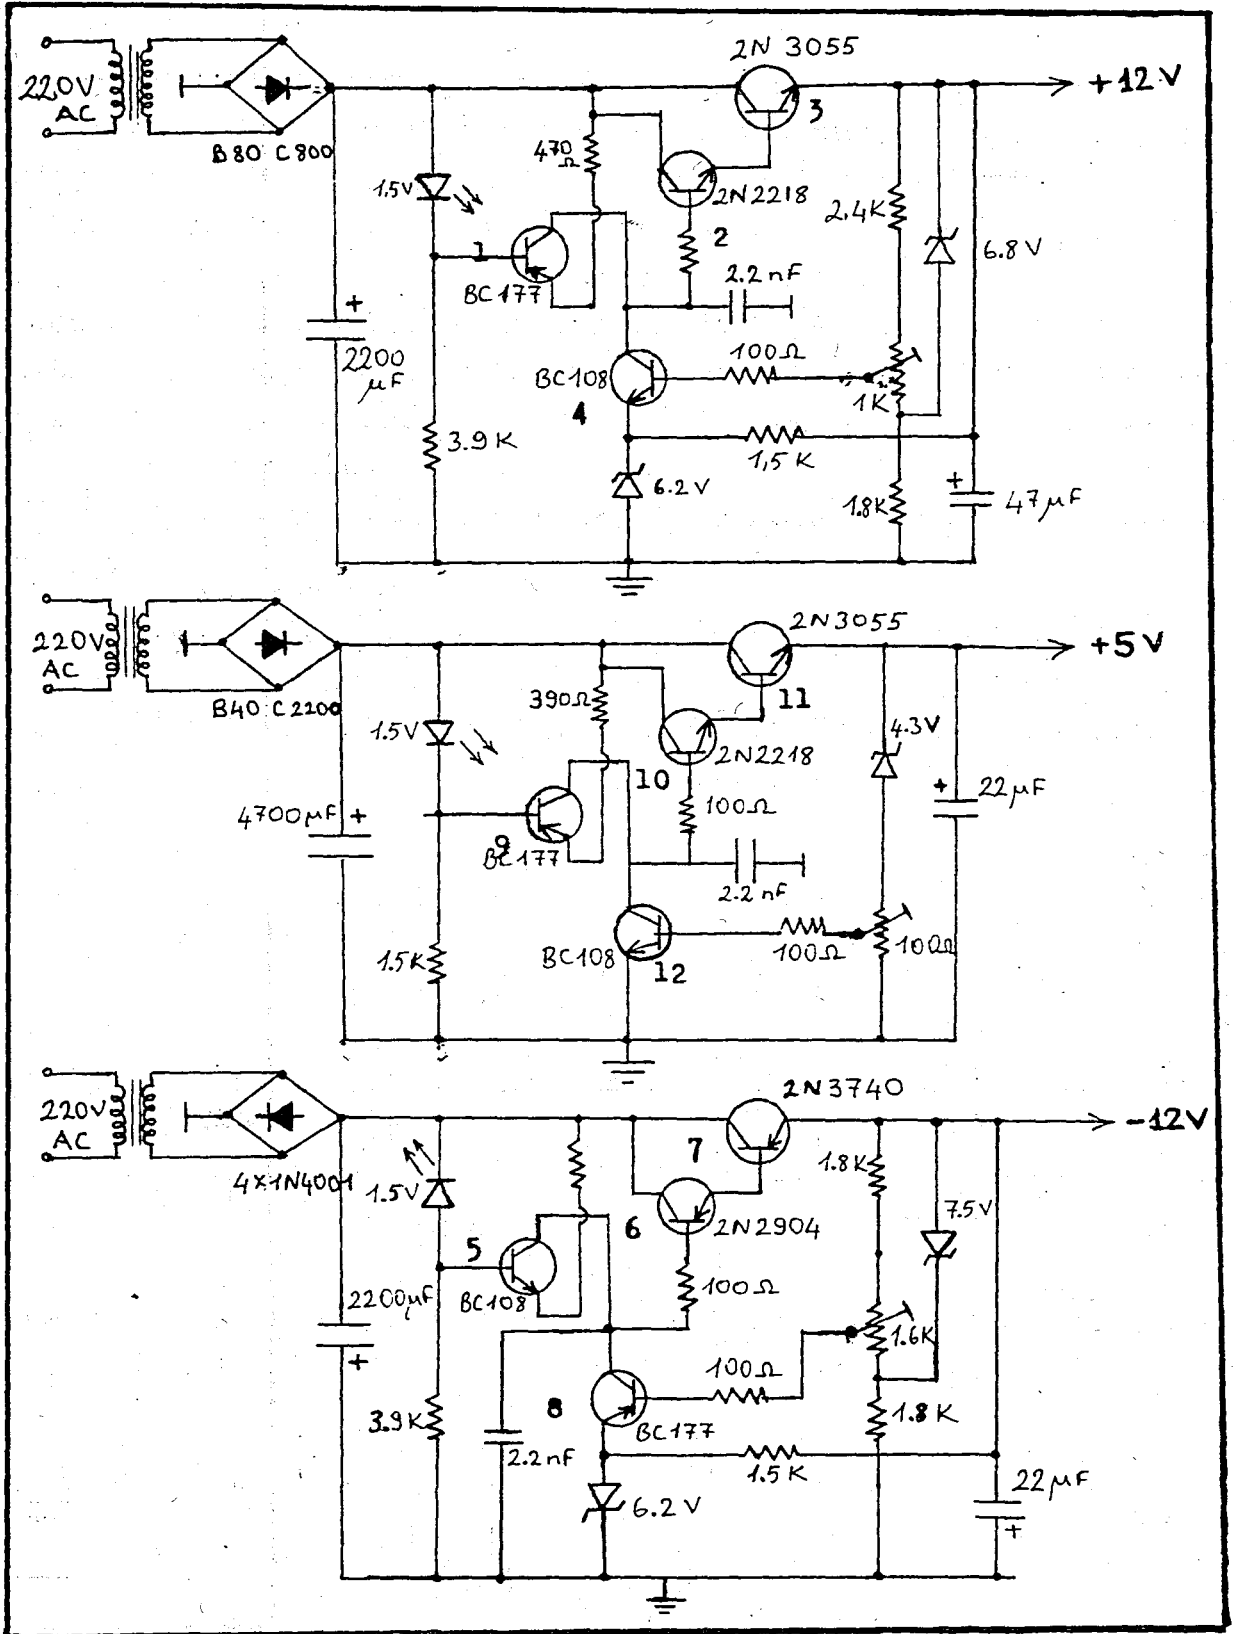 2N 3055
220V
AC
+12V
3
B80 C800
470
Ω
1.5V
2N2218
2.4K
1
2
6.8V
BC177
2.2nF
+
2200
μF
100Ω
BC108
4
1K
3.9K
1,5K
6.2V
1.8K
+
47μF
2N3055
220V
AC
+5V
11
B40 C2200
390Ω
1.5V
4.3V
2N2218
10
22μF
+
4700μF
+
100Ω
9
BC177
2.2nF
BC108
100Ω
100Ω
12
1.5K
2N3740
220V
AC
-12V
7
4x1N4001
1.5V
1.8K
7.5V
6
2N2904
5
100Ω
BC108
2200μF
+
1.6K
100Ω
8
3.9K
BC177
1.8K
2.2nF
1.5K
22μF
+
6.2V